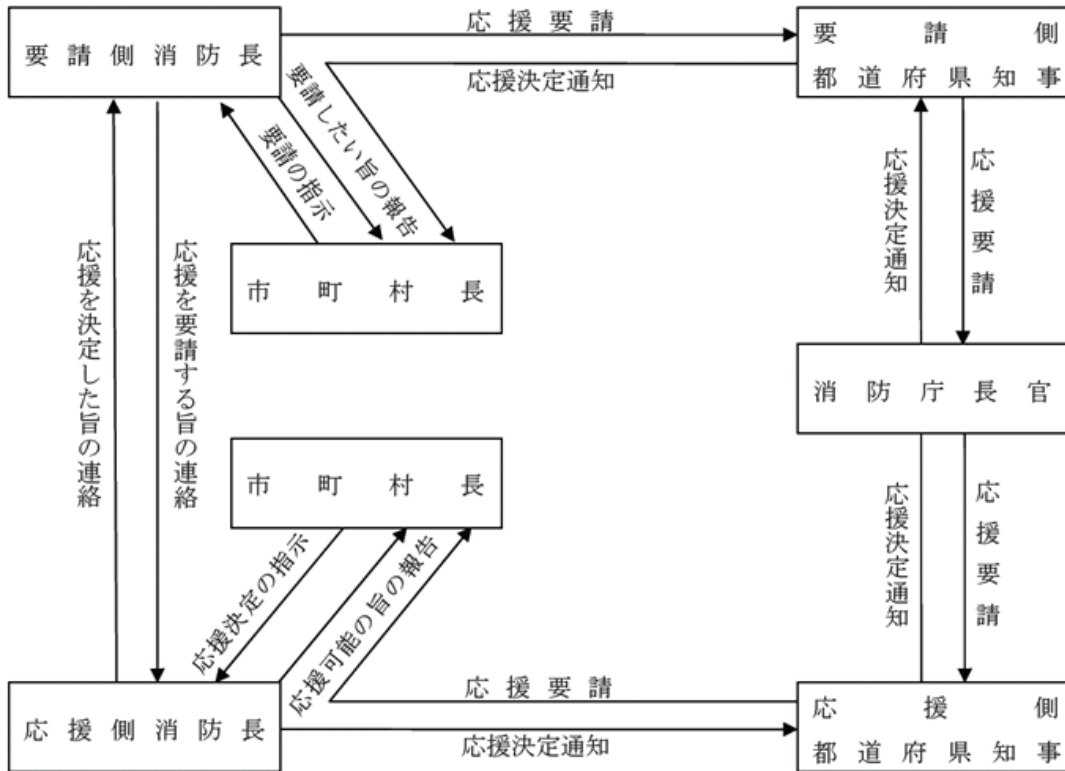 応援要請
要請側消防長
要請側
都道府県知事
応援決定通知
要請したい旨の報告
要請の指示
応援決定通知
応援要請
市町村長
応援を決定した旨の連絡
応援を要請する旨の連絡
消防庁長官
市町村長
応援決定の指示
応援可能の旨の報告
応援決定通知
応援要請
応援要請
応援側消防長
応援側
都道府県知事
応援決定通知